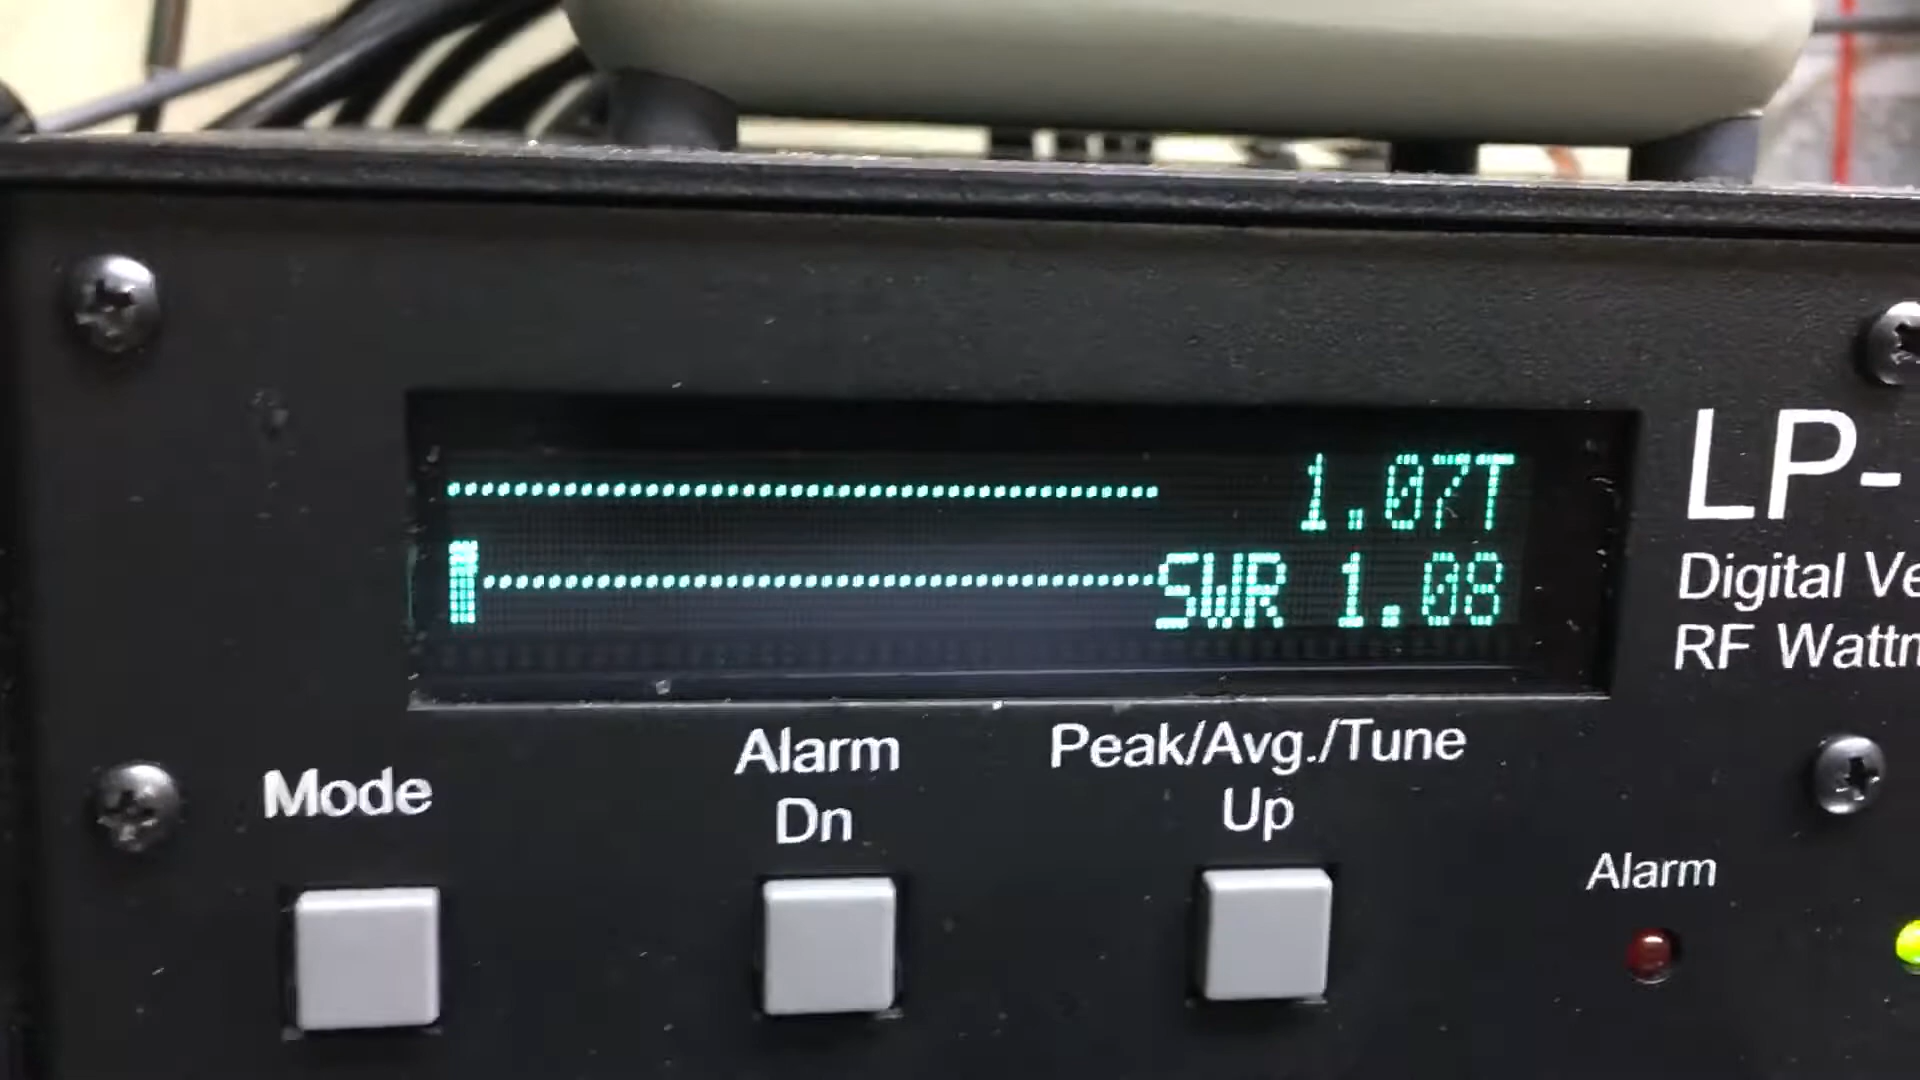 1.07T
SWR 1.08
LP-
Digital Ve
RF Wattm
Mode
Alarm
Dn
Peak/Avg./Tune
Up
Alarm